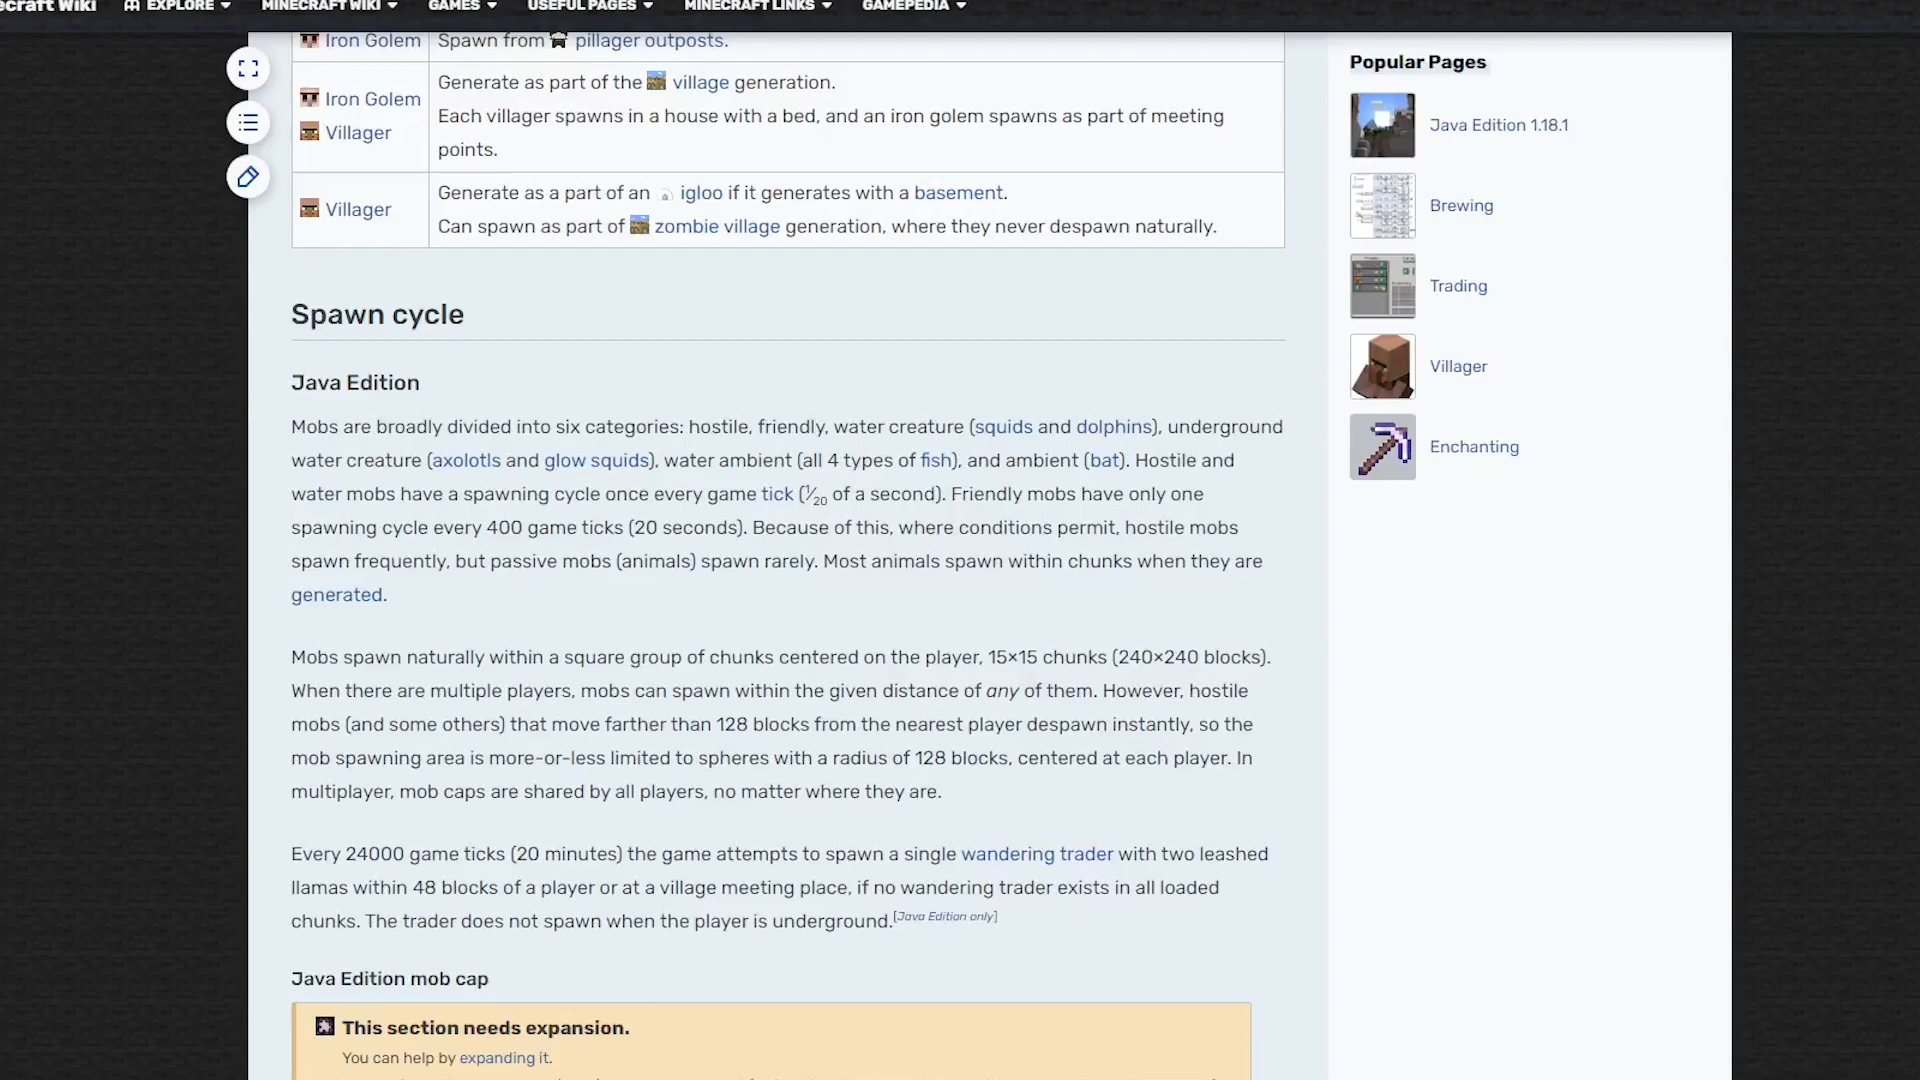 ecraft Wiki EXPLORE MINECRAFT WIKI GAMES USEFUL PAGES MINECRAFT LINKS GAMEPEDIA
Iron Golem Spawn from pillager outposts.
Generate as part of the village generation.
Iron Golem
Villager
Each villager spawns in a house with a bed, and an iron golem spawns as part of meeting
points.
Villager
Generate as a part of an igloo if it generates with a basement.
Can spawn as part of zombie village generation, where they never despawn naturally.
Spawn cycle
Java Edition
Mobs are broadly divided into six categories: hostile, friendly, water creature (squids and dolphins), underground
water creature (axolotls and glow squids), water ambient (all 4 types of fish), and ambient (bat). Hostile and
water mobs have a spawning cycle once every game tick (1/20 of a second). Friendly mobs have only one
spawning cycle every 400 game ticks (20 seconds). Because of this, where conditions permit, hostile mobs
spawn frequently, but passive mobs (animals) spawn rarely. Most animals spawn within chunks when they are
generated.
Mobs spawn naturally within a square group of chunks centered on the player, 15×15 chunks (240×240 blocks).
When there are multiple players, mobs can spawn within the given distance of any of them. However, hostile
mobs (and some others) that move farther than 128 blocks from the nearest player despawn instantly, so the
mob spawning area is more-or-less limited to spheres with a radius of 128 blocks, centered at each player. In
multiplayer, mob caps are shared by all players, no matter where they are.
Every 24000 game ticks (20 minutes) the game attempts to spawn a single wandering trader with two leashed
llamas within 48 blocks of a player or at a village meeting place, if no wandering trader exists in all loaded
chunks. The trader does not spawn when the player is underground.[Java Edition only]
Java Edition mob cap
This section needs expansion.
You can help by expanding it.
Popular Pages
Java Edition 1.18.1
Brewing
Trading
Villager
Enchanting